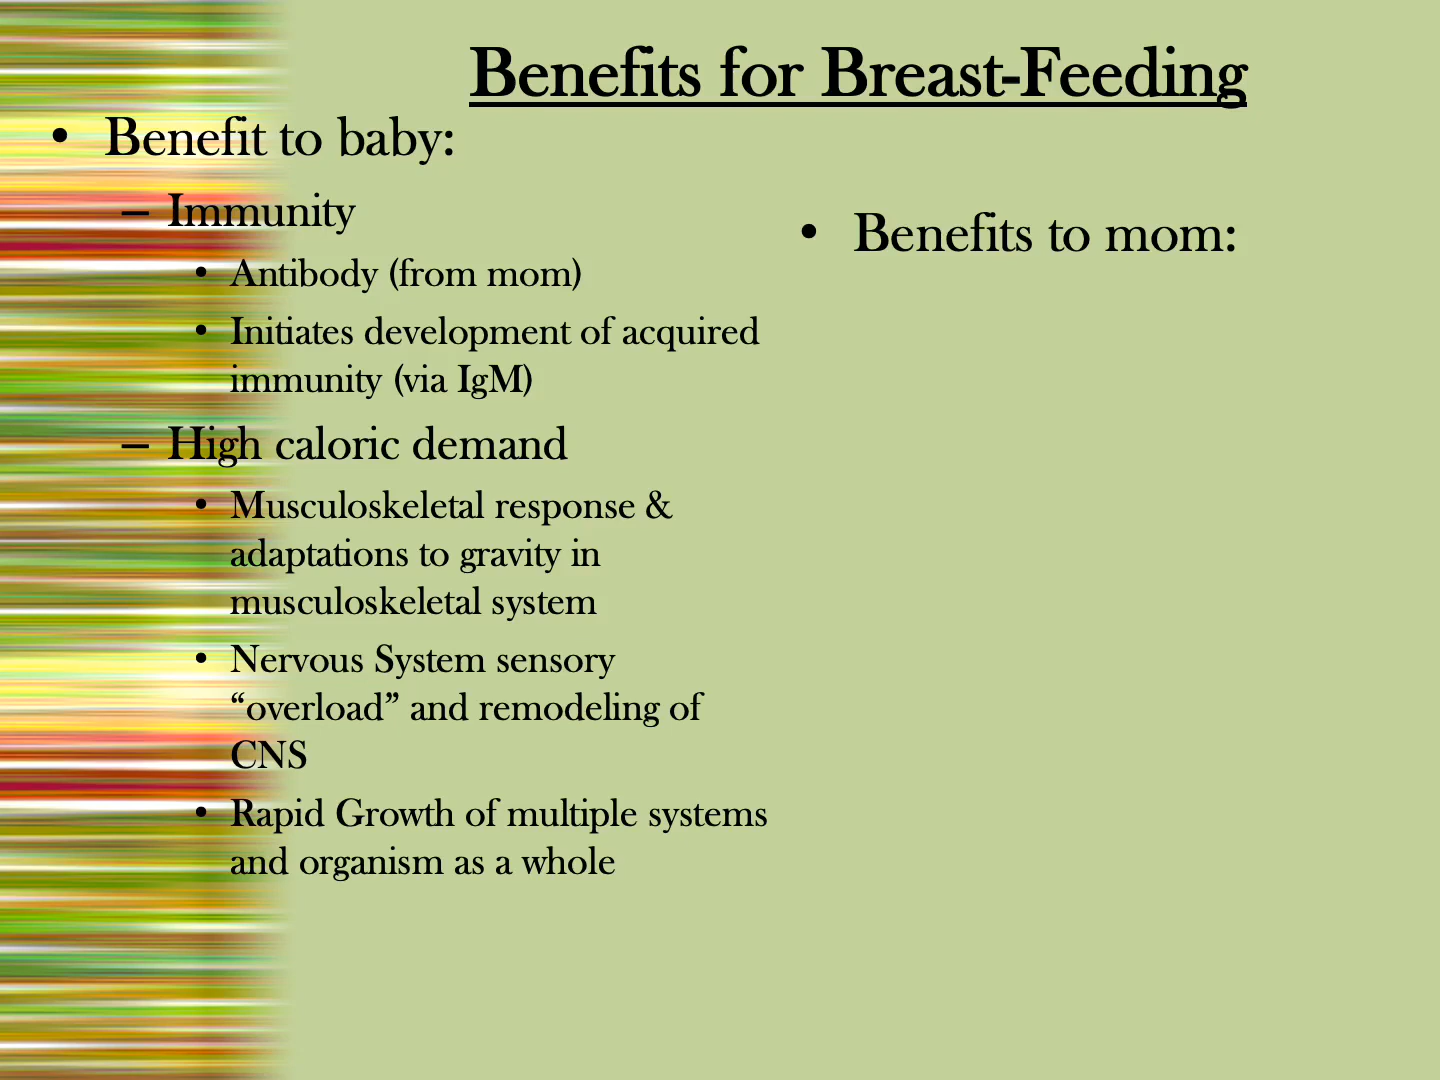 Benefits for Breast-Feeding
• Benefit to baby:
– Immunity
• Antibody (from mom)
• Initiates development of acquired
immunity (via IgM)
– High caloric demand
• Musculoskeletal response &
adaptations to gravity in
musculoskeletal system
• Nervous System sensory
“overload” and remodeling of
CNS
• Rapid Growth of multiple systems
and organism as a whole
• Benefits to mom: